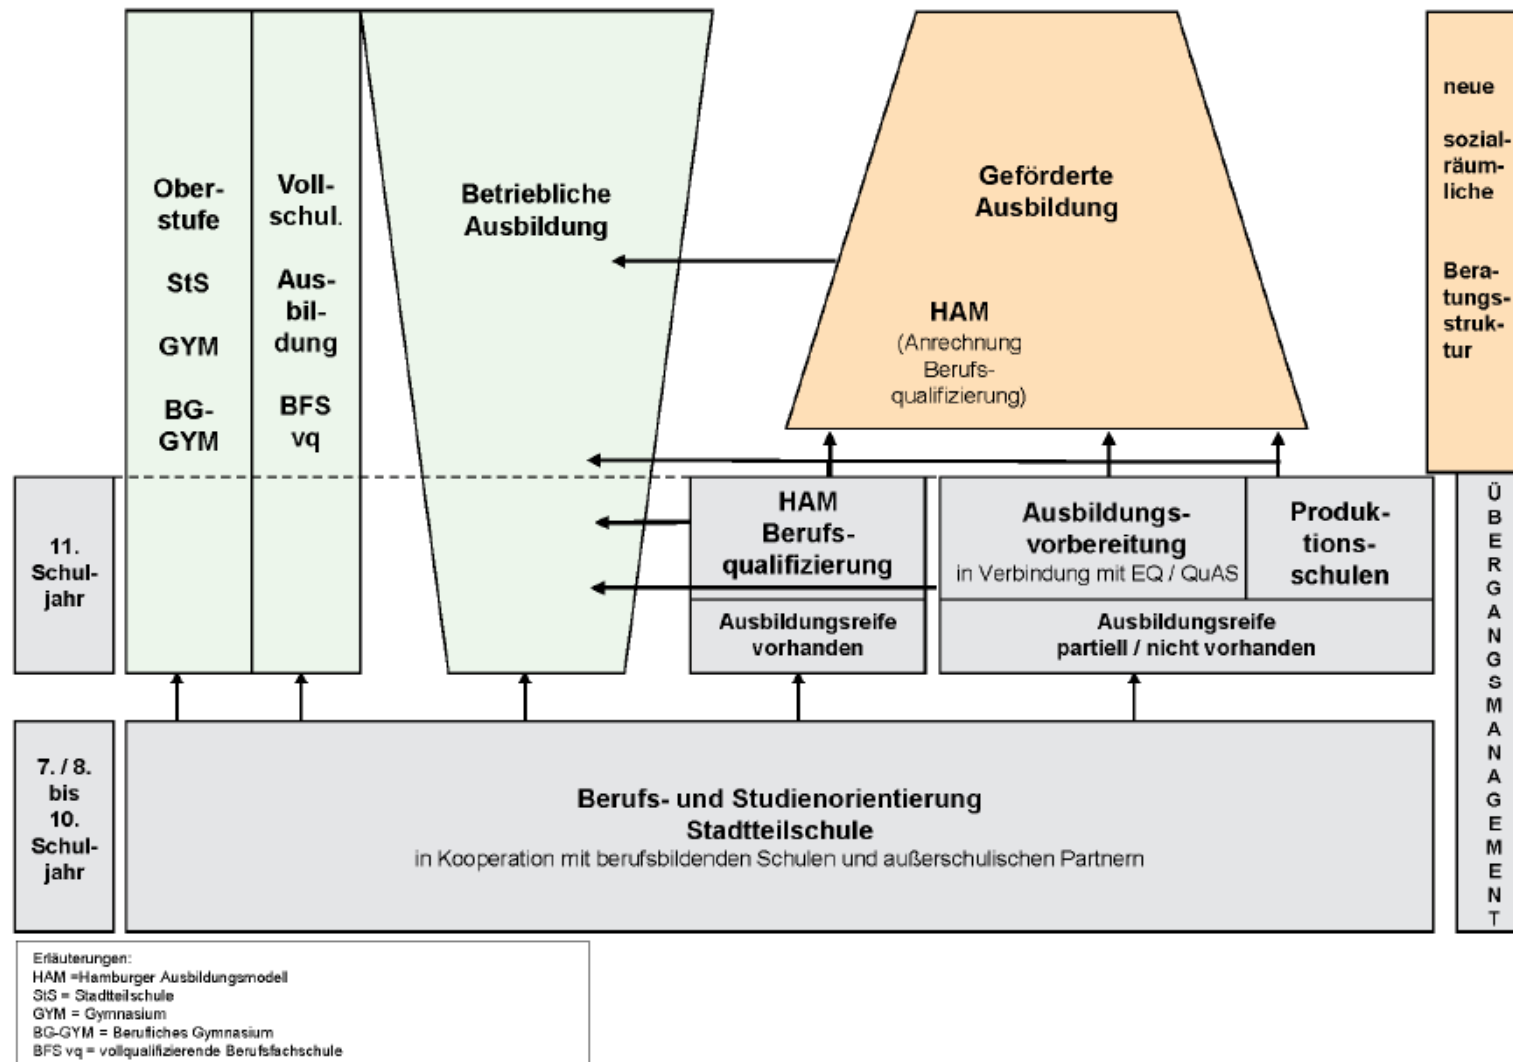 Ober-
stufe
StS
GYM
BG-
GYM
Voll-
schul.
Aus-
bil-
dung
BFS
vq
Betriebliche
Ausbildung
Geförderte
Ausbildung
HAM
(Anrechnung
Berufs-
qualifizierung)
neue
sozial-
räum-
liche
Bera-
tungs-
struk-
tur
11.
Schul-
jahr
HAM
Berufs-
qualifizierung
Ausbildungsreife
vorhanden
Ausbildungs-
vorbereitung
in Verbindung mit EQ / QuAS
Produk-
tions-
schulen
Ausbildungsreife
partiell / nicht vorhanden
ÜBERGANGSMANAGEMENT
7. / 8.
bis
10.
Schul-
jahr
Berufs- und Studienorientierung
Stadtteilschule
in Kooperation mit berufsbildenden Schulen und außerschulischen Partnern
Erläuterungen:
HAM =Hamburger Ausbildungsmodell
StS = Stadtteilschule
GYM = Gymnasium
BG-GYM = Berufliches Gymnasium
BFS vq = vollqualifizierende Berufsfachschule